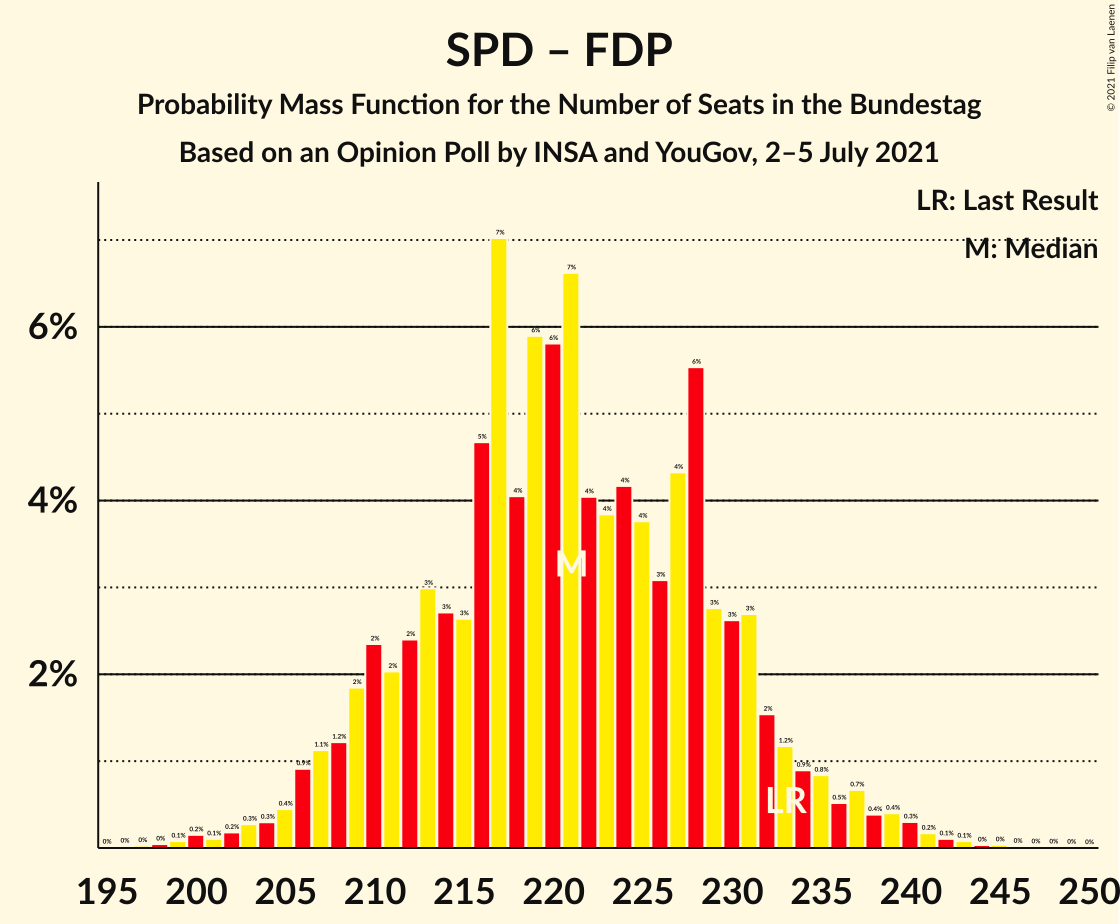 SPD – FDP
Probability Mass Function for the Number of Seats in the Bundestag
Based on an Opinion Poll by INSA and YouGov, 2–5 July 2021
© 2021 Filip van Laenen
LR: Last Result
M: Median
6%
4%
2%
0% 0% 0% 0% 0.1% 0.2% 0.1% 0.2% 0.3% 0.3% 0.4% 0.9% 1.1% 1.2% 2% 2% 2% 2% 3% 3% 3% 5% 7% 4% 6% 6% 7% 4% 4% 4% 4% 3% 4% 6% 3% 3% 3% 2% 1.2% 0.9% 0.8% 0.5% 0.7% 0.4% 0.4% 0.3% 0.2% 0.1% 0.1% 0% 0% 0% 0% 0% 0% 0%
M
LR
195 200 205 210 215 220 225 230 235 240 245 250